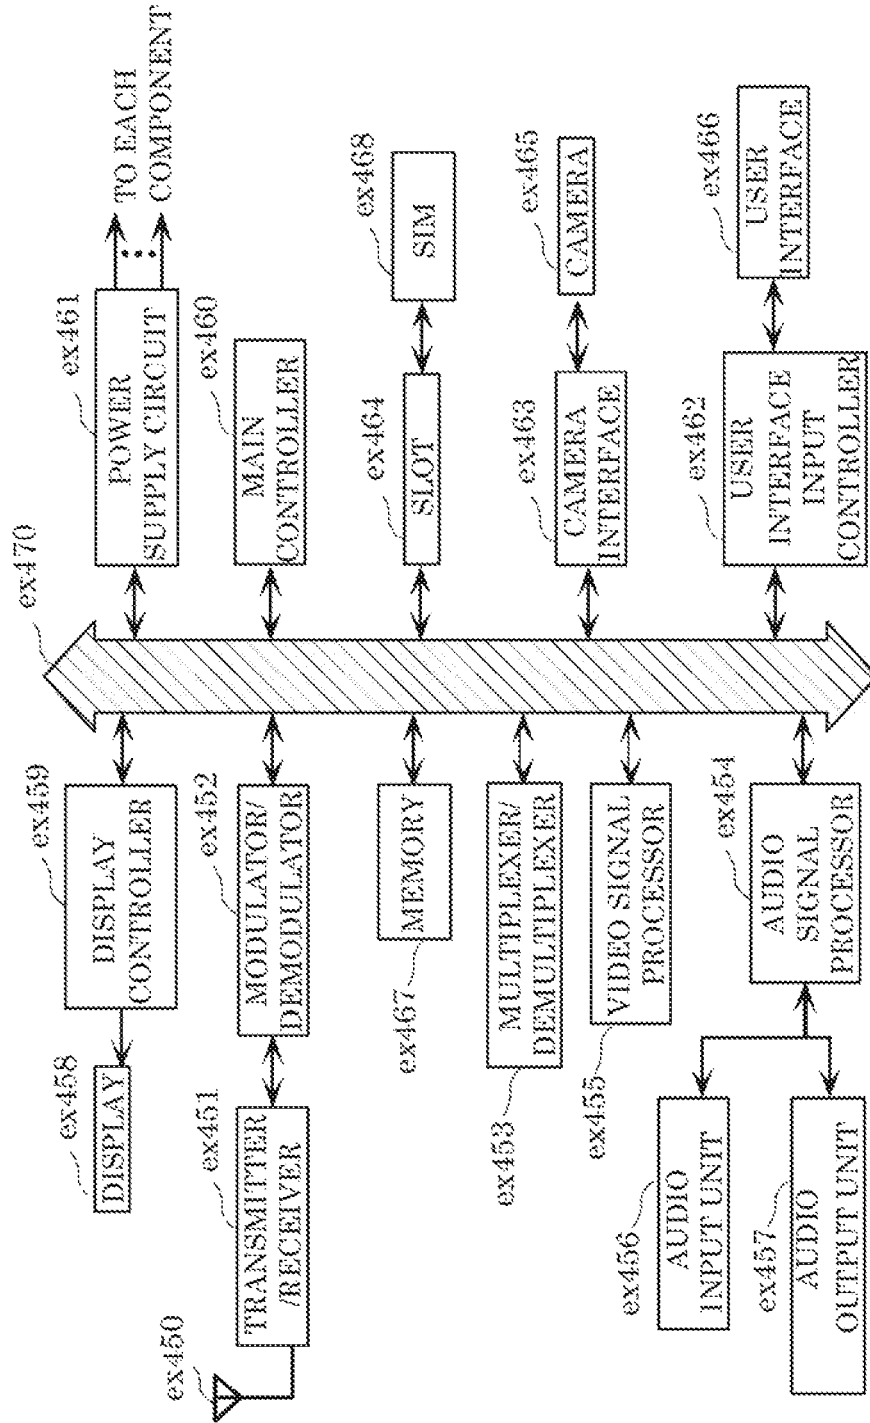 ex450
TRANSMITTER
/RECEIVER
ex451
MODULATOR/
DEMODULATOR
ex452
DISPLAY
ex458
DISPLAY
CONTROLLER
ex459
ex470
POWER
SUPPLY CIRCUIT
ex461
TO EACH
COMPONENT
MAIN
CONTROLLER
ex460
MEMORY
ex467
SLOT
ex464
SIM
ex468
MULTIPLEXER/
DEMULTIPLEXER
ex453
VIDEO SIGNAL
PROCESSOR
ex455
CAMERA
INTERFACE
ex463
CAMERA
ex465
AUDIO
INPUT UNIT
ex456
AUDIO
OUTPUT UNIT
ex457
AUDIO
SIGNAL
PROCESSOR
ex454
USER
INTERFACE
INPUT
CONTROLLER
ex462
USER
INTERFACE
ex466